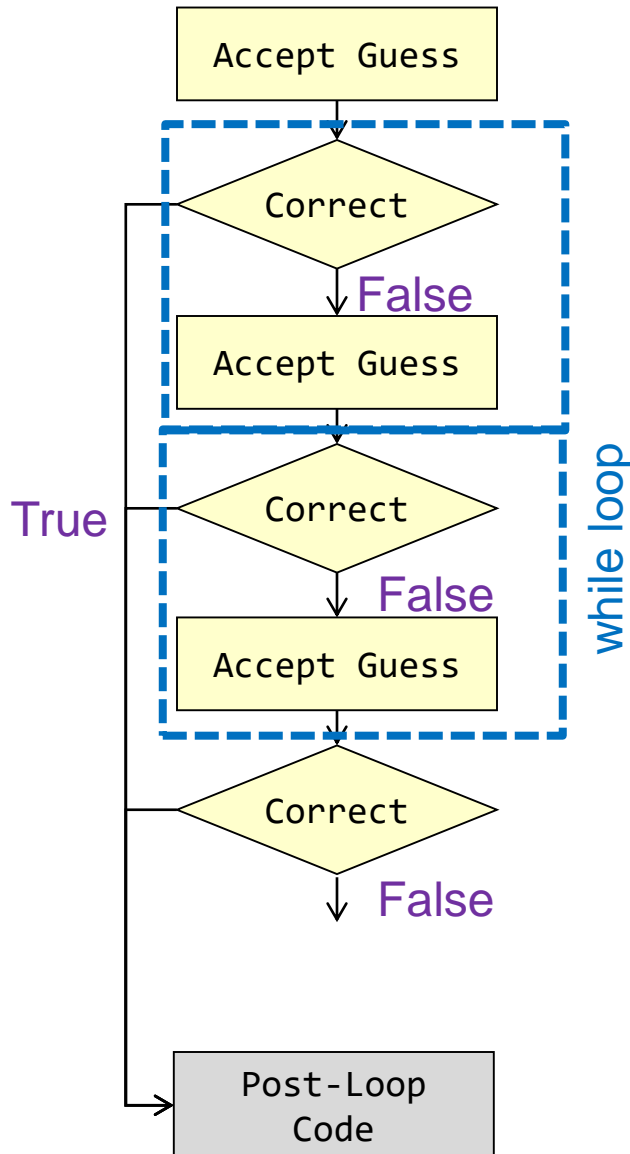 Accept Guess
Correct
False
Accept Guess
Correct
True
False
Accept Guess
while loop
Correct
False
Post-Loop
Code